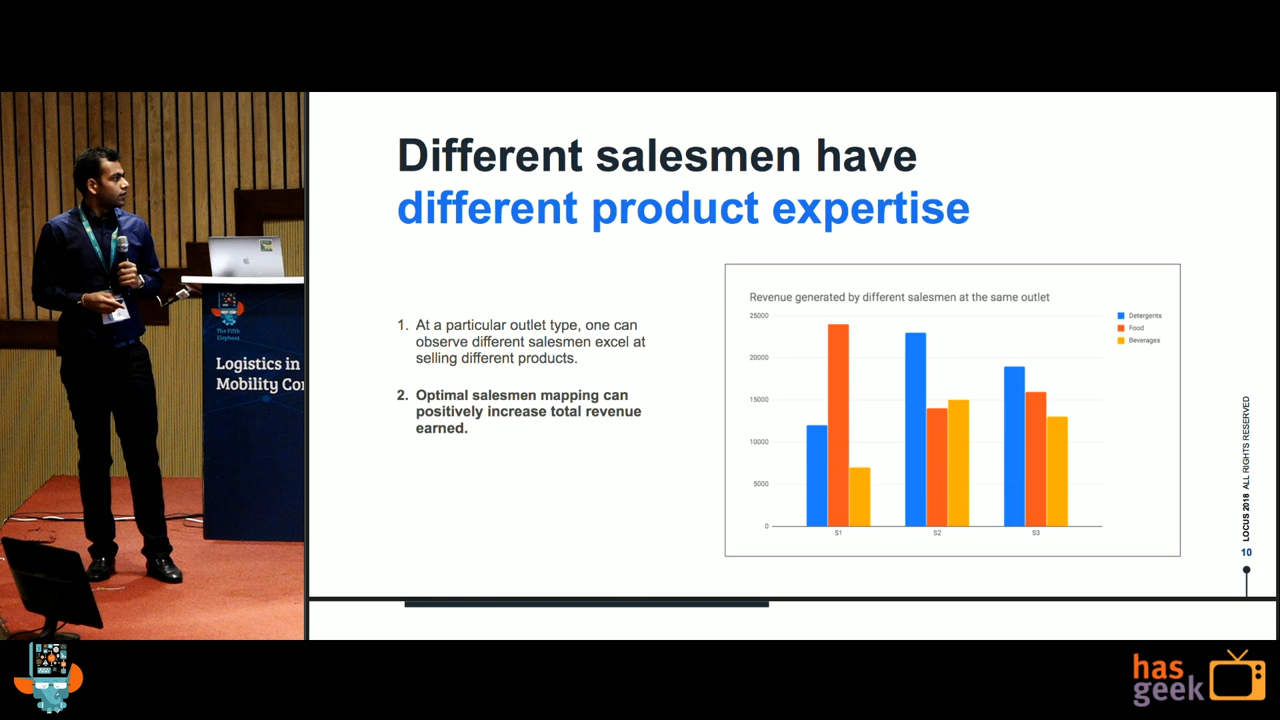 Different salesmen have
different product expertise
1. At a particular outlet type, one can
observe different salesmen excel at
selling different products.
2. Optimal salesmen mapping can
positively increase total revenue
earned.
Revenue generated by different salesmen at the same outlet
25000
20000
15000
10000
5000
0
S1
S2
S3
Detergents
Food
Beverages
LOCUS 2018 ALL RIGHTS RESERVED
10
The Fifth
Elephant
Logistics in
Mobility Co
has
geek